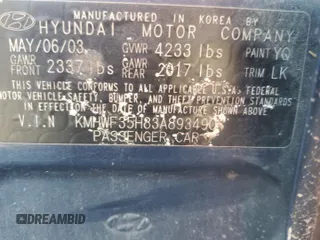 MANUFACTURED IN KOREA BY
HYUNDAI MOTOR COMPANY
MAY/06/03 GVWR 4233 lbs PAINT YQ
GAWR FRONT 2337 lbs GAWR REAR 2017 lbs TRIM LK
THIS VEHICLE CONFORMS TO ALL APPLICABLE U.S.A. FEDERAL
MOTOR VEHICLE SAFETY, BUMPER, AND THEFT PREVENTION STANDARDS
IN EFFECT ON THE DATE OF MANUFACTURE SHOWN ABOVE.
V.I.N KMHWF35H83A89349
PASSENGER CAR
DREAMBID